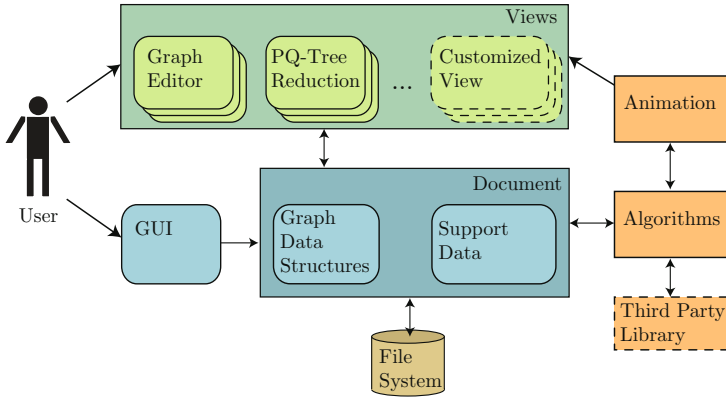 Views
Graph
Editor
PQ-Tree
Reduction
...
Customized
View
Animation
User
GUI
Document
Graph
Data
Structures
Support
Data
Algorithms
Third Party
Library
File
System